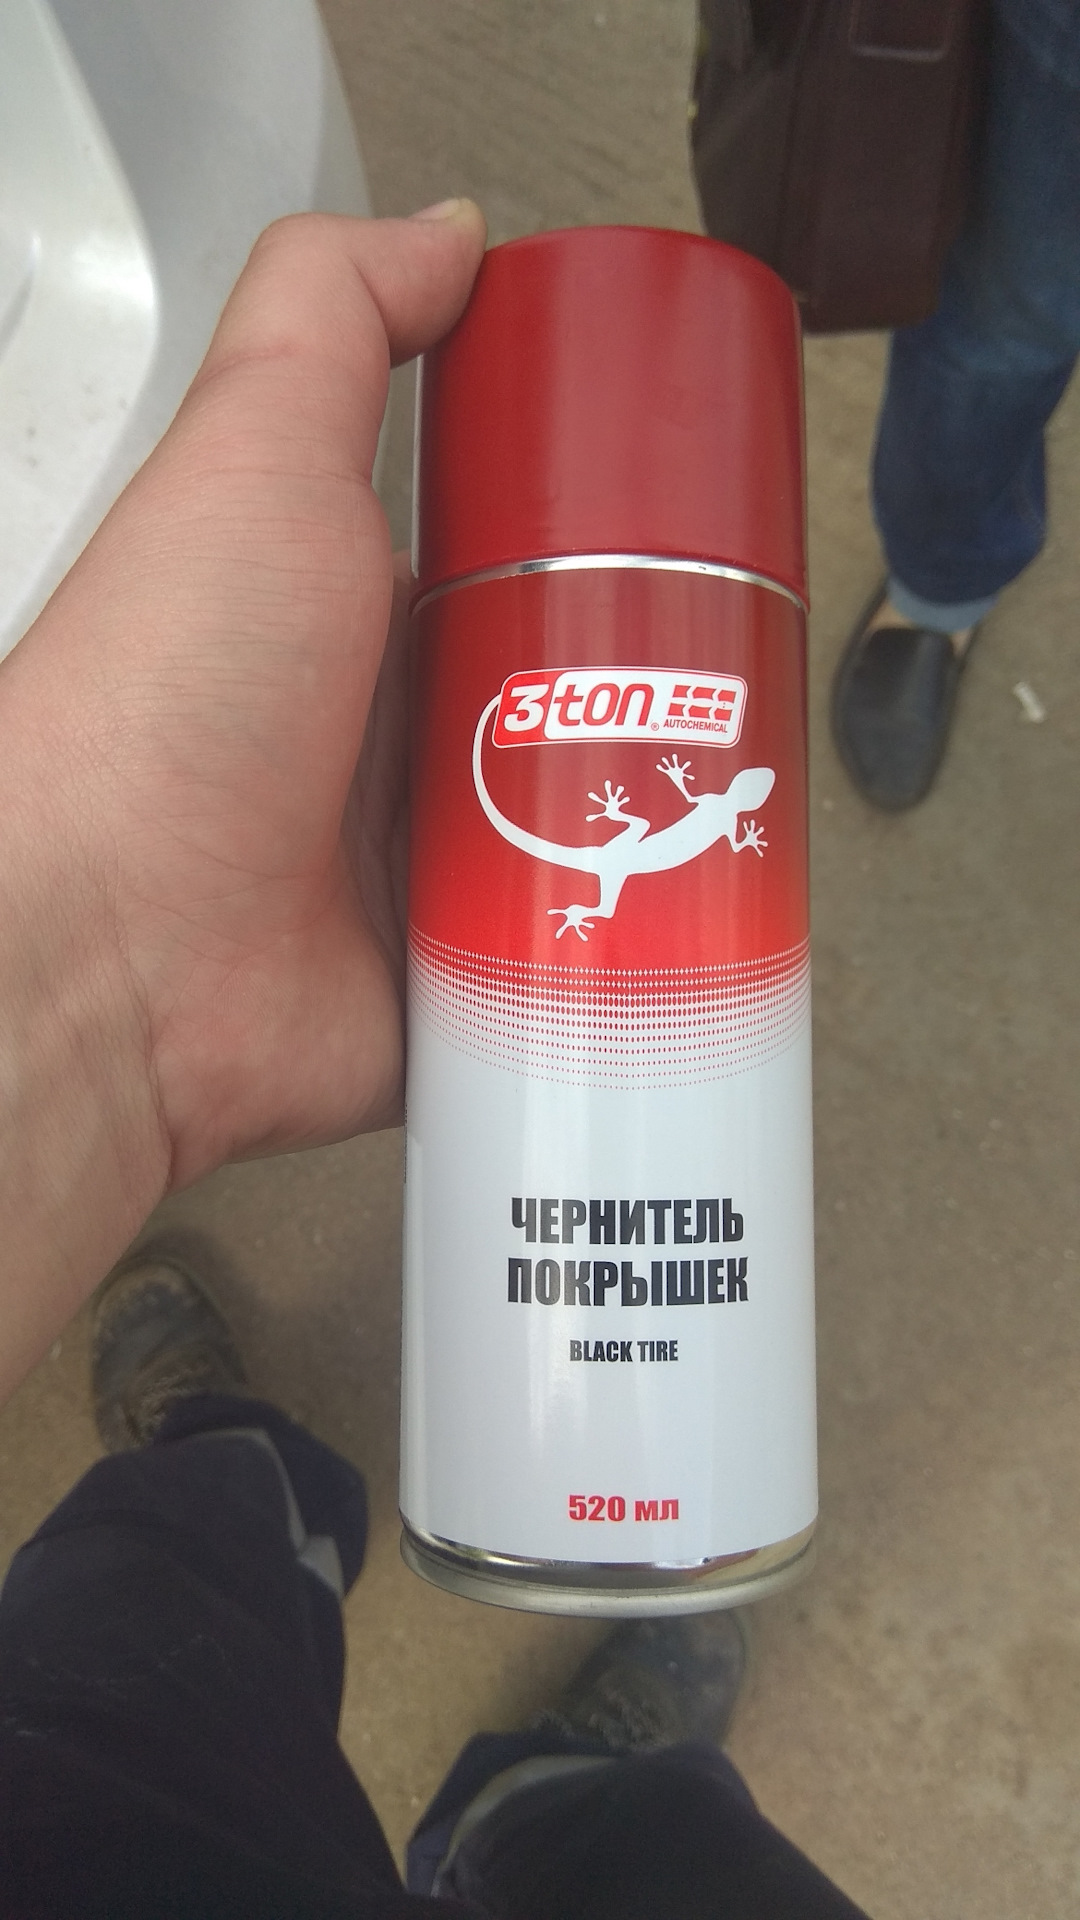 3ton®
AUTOCHEMICAL
ЧЕРНИТЕЛЬ
ПОКРЫШЕК
BLACK TIRE
520 мл